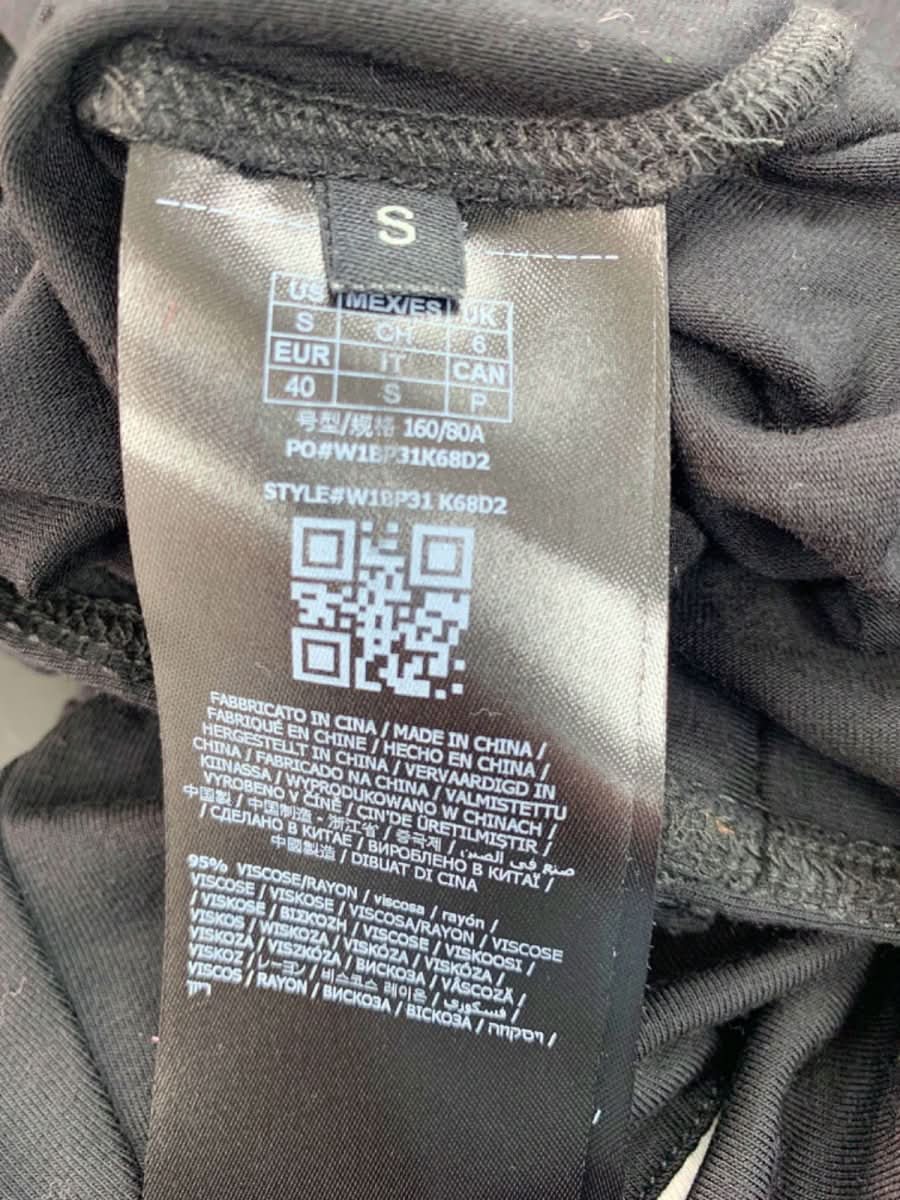 S
US MEX/ES UK
S CH 6
EUR IT CAN
40 S P
号型/规格 160/80A
PO#W1BP31K68D2
STYLE#W1BP31 K68D2
FABBRICATO IN CINA / MADE IN CHINA /
FABRIQUÉ EN CHINE / HECHO EN CHINA /
HERGESTELLT IN CHINA / VERVAARDIGD IN
CHINA / FABRICADO NA CHINA / VALMISTETTU
KIINASSA / WYPRODUKOWANO W CHINACH /
VYROBENO V ČÍNĚ / ÇIN'DE ÜRETILMIŞTIR /
中国製 / 中国制造 - 浙江省 / 중국제 / صنع في الصين
/ СДЕЛАНО В КИТАЕ / ВИРОБЛЕНО В КИТАЇ /
中國製造 / DIBUAT DI CINA
95% VISCOSE/RAYON / viscosa / rayón /
VISCOSE / VISKOSE / VISCOSA/RAYON / VISCOSE
/ VISKOSE / ΒΙΣΚΟΖΗ / VISCOSE / VISKOOSI /
VISKOS / WISKOZA / VISKÓZA / VISKÓZA /
VISKOZĂ / VISZKÓZA / ВИСКОЗА / VÂSCOZĂ /
VISKOZ / レーヨン / 비스코스 레이온 / فسكوزي /
VISCOS / RAYON / ВИСКОЗА / ВІСКОЗА / ויסקוזה /
זיון